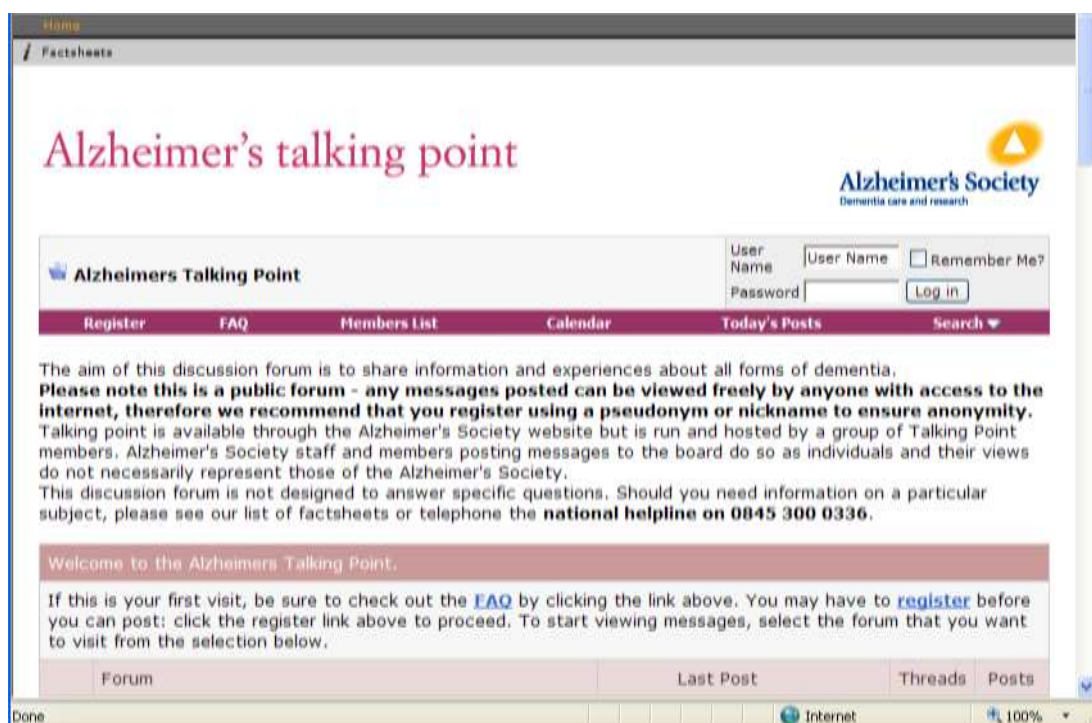 Home
i Factsheets
Alzheimer's talking point
Alzheimer's Society
Dementia care and research
Alzheimers Talking Point
User Name User Name Remember Me?
Password Log in
Register FAQ Members List Calendar Today's Posts Search
The aim of this discussion forum is to share information and experiences about all forms of dementia.
Please note this is a public forum - any messages posted can be viewed freely by anyone with access to the
internet, therefore we recommend that you register using a pseudonym or nickname to ensure anonymity.
Talking point is available through the Alzheimer's Society website but is run and hosted by a group of Talking Point
members. Alzheimer's Society staff and members posting messages to the board do so as individuals and their views
do not necessarily represent those of the Alzheimer's Society.
This discussion forum is not designed to answer specific questions. Should you need information on a particular
subject, please see our list of factsheets or telephone the national helpline on 0845 300 0336.
Welcome to the Alzheimers Talking Point.
If this is your first visit, be sure to check out the FAQ by clicking the link above. You may have to register before
you can post: click the register link above to proceed. To start viewing messages, select the forum that you want
to visit from the selection below.
Forum Last Post Threads Posts
Done Internet 100%